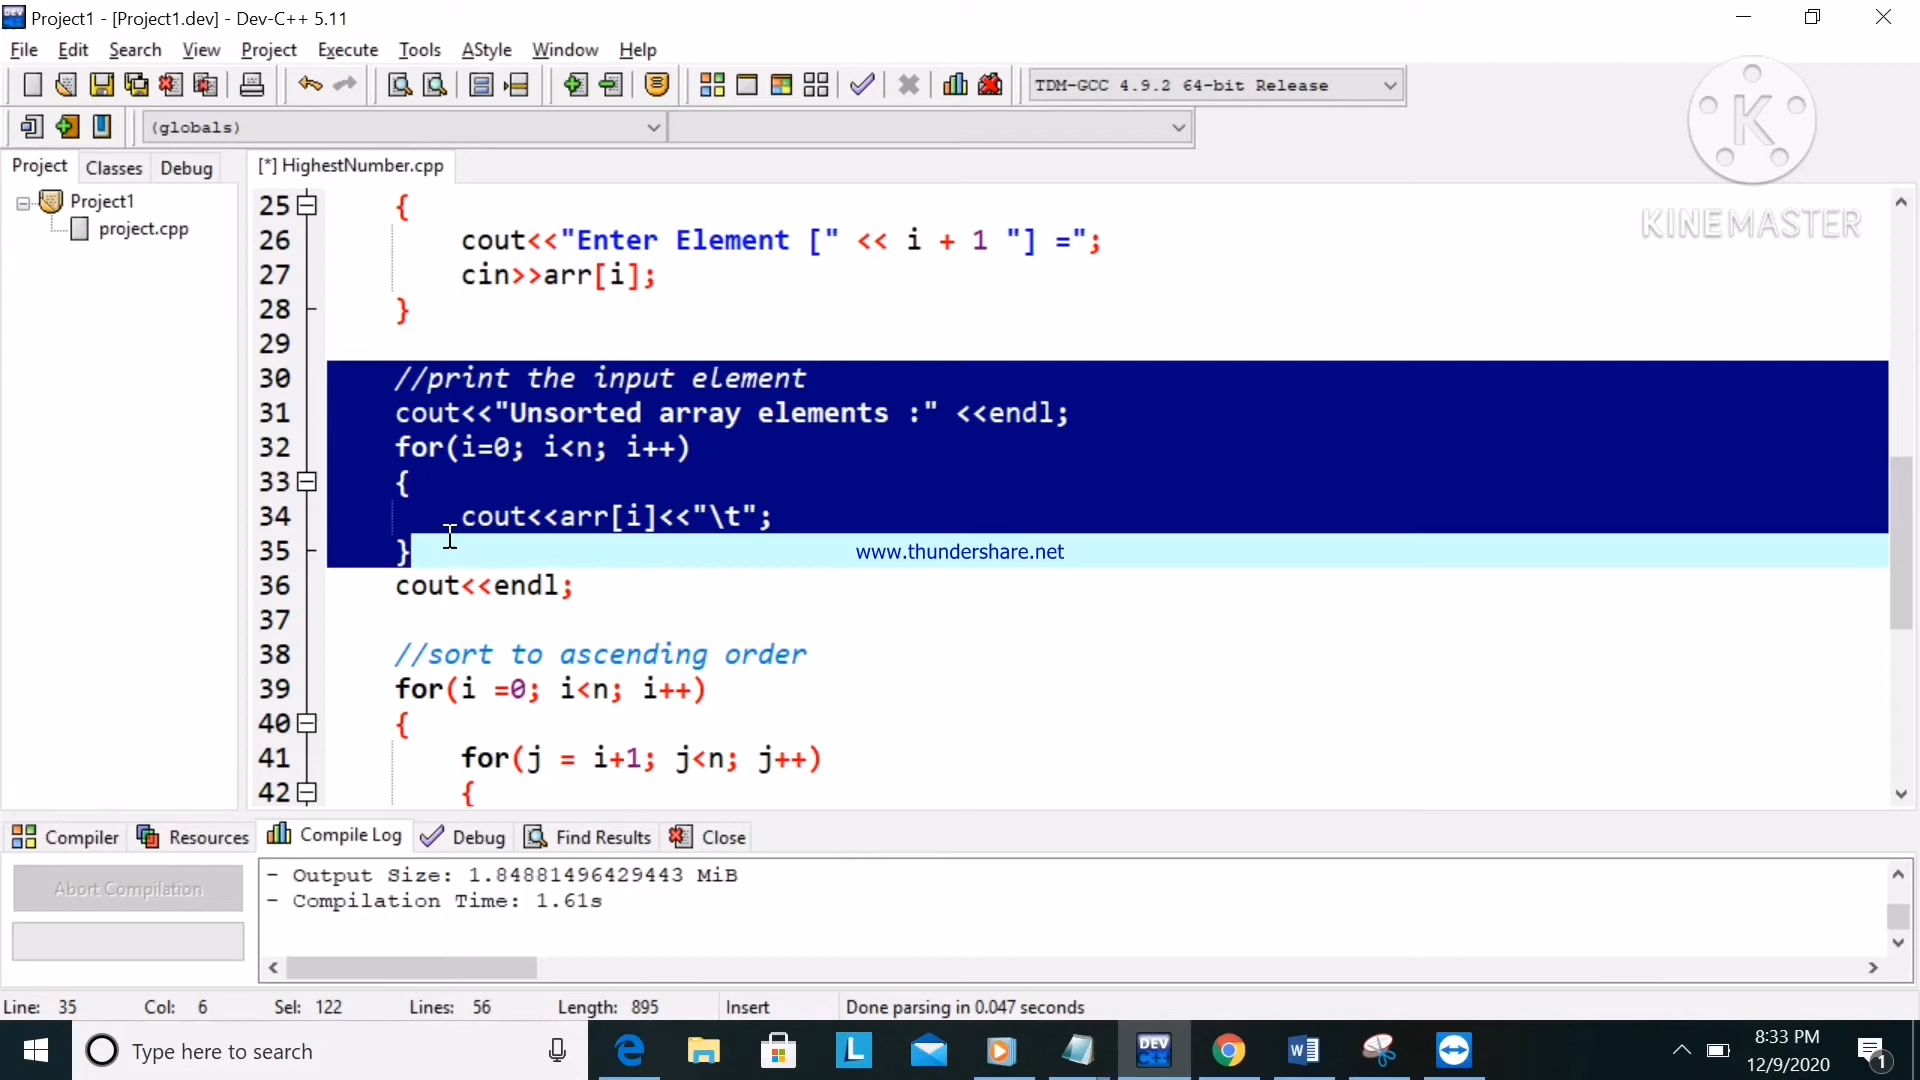 Project1 - [Project1.dev] - Dev-C++ 5.11
File Edit Search View Project Execute Tools AStyle Window Help
TDM-GCC 4.9.2 64-bit Release
(globals)
K
KINEMASTER
Project Classes Debug
[*] HighestNumber.cpp
Project1
project.cpp
25 {
26 cout<<"Enter Element [" << i + 1 "] =";
27 cin>>arr[i];
28 }
29
30 //print the input element
31 cout<<"Unsorted array elements :" <<endl;
32 for(i=0; i<n; i++)
33 {
34 cout<<arr[i]<<"\t";
35 }
www.thundershare.net
36 cout<<endl;
37
38 //sort to ascending order
39 for(i =0; i<n; i++)
40 {
41 for(j = i+1; j<n; j++)
42 {
Compiler Resources Compile Log Debug Find Results Close
Abort Compilation
- Output Size: 1.84881496429443 MiB
- Compilation Time: 1.61s
Line: 35 Col: 6 Sel: 122 Lines: 56 Length: 895 Insert Done parsing in 0.047 seconds
Type here to search
L
DEV
C++
W
8:33 PM
12/9/2020
1